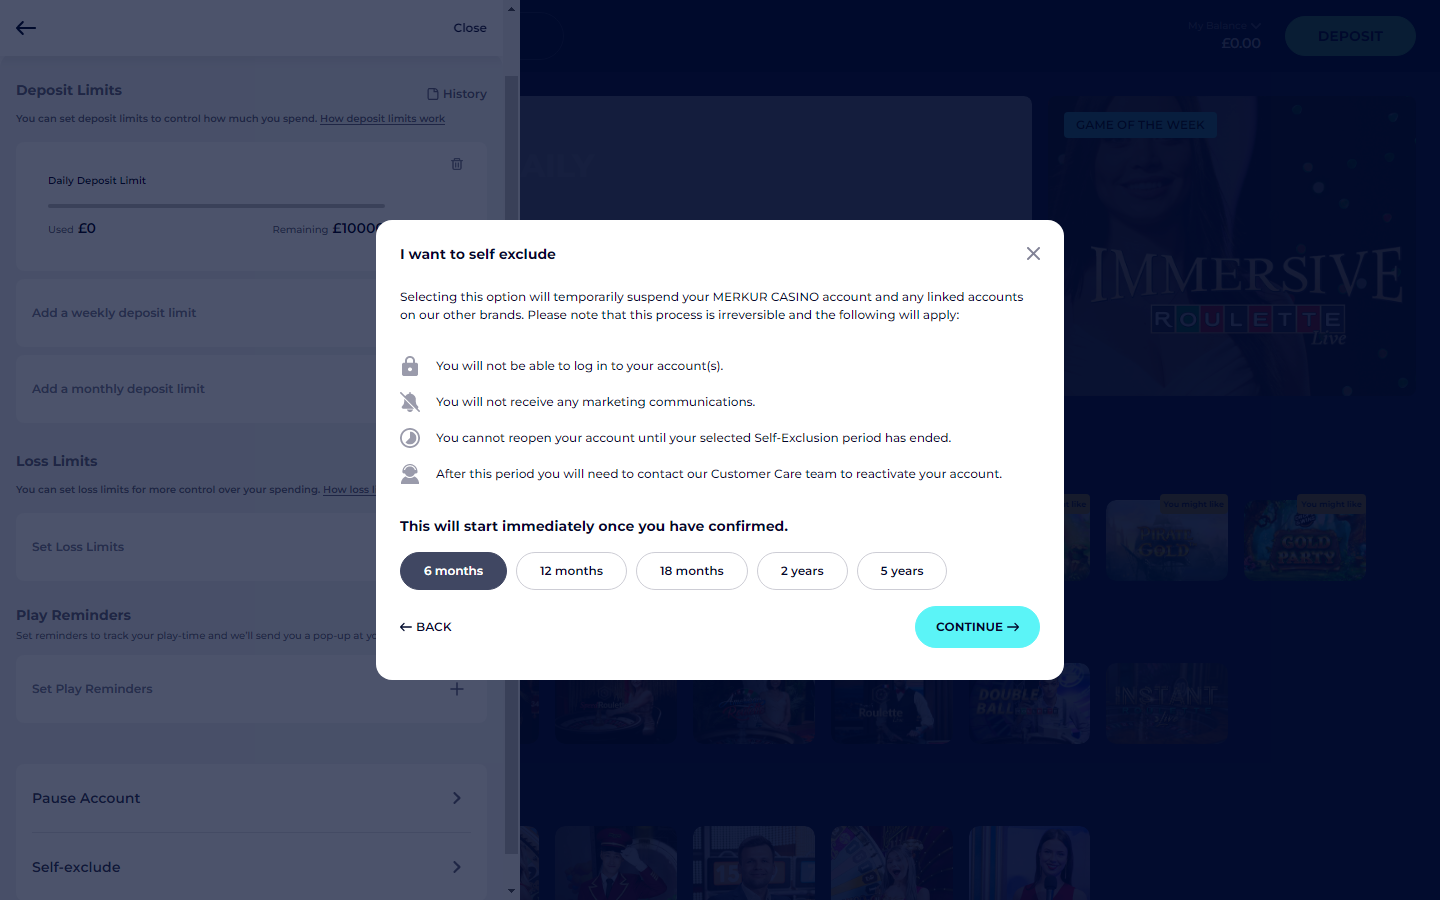 Close
My Balance
£0.00
DEPOSIT
Deposit Limits
History
You can set deposit limits to control how much you spend. How deposit limits work
Daily Deposit Limit
Used £0
Remaining £1000
Add a weekly deposit limit
Add a monthly deposit limit
Loss Limits
You can set loss limits for more control over your spending. How loss
Set Loss Limits
Play Reminders
Set reminders to track your play-time and we'll send you a pop-up at
Set Play Reminders
Pause Account
Self-exclude
GAME OF THE WEEK
IMMERSIVE
ROULETTE
Live
I want to self exclude
Selecting this option will temporarily suspend your MERKUR CASINO account and any linked accounts
on our other brands. Please note that this process is irreversible and the following will apply:
You will not be able to log in to your account(s).
You will not receive any marketing communications.
You cannot reopen your account until your selected Self-Exclusion period has ended.
After this period you will need to contact our Customer Care team to reactivate your account.
This will start immediately once you have confirmed.
6 months
12 months
18 months
2 years
5 years
BACK
CONTINUE
like
You might like
You might like
PIRATE
GOLD
GOLD
PARTY
Roulette
DOUBLE
BALL
INSTANT